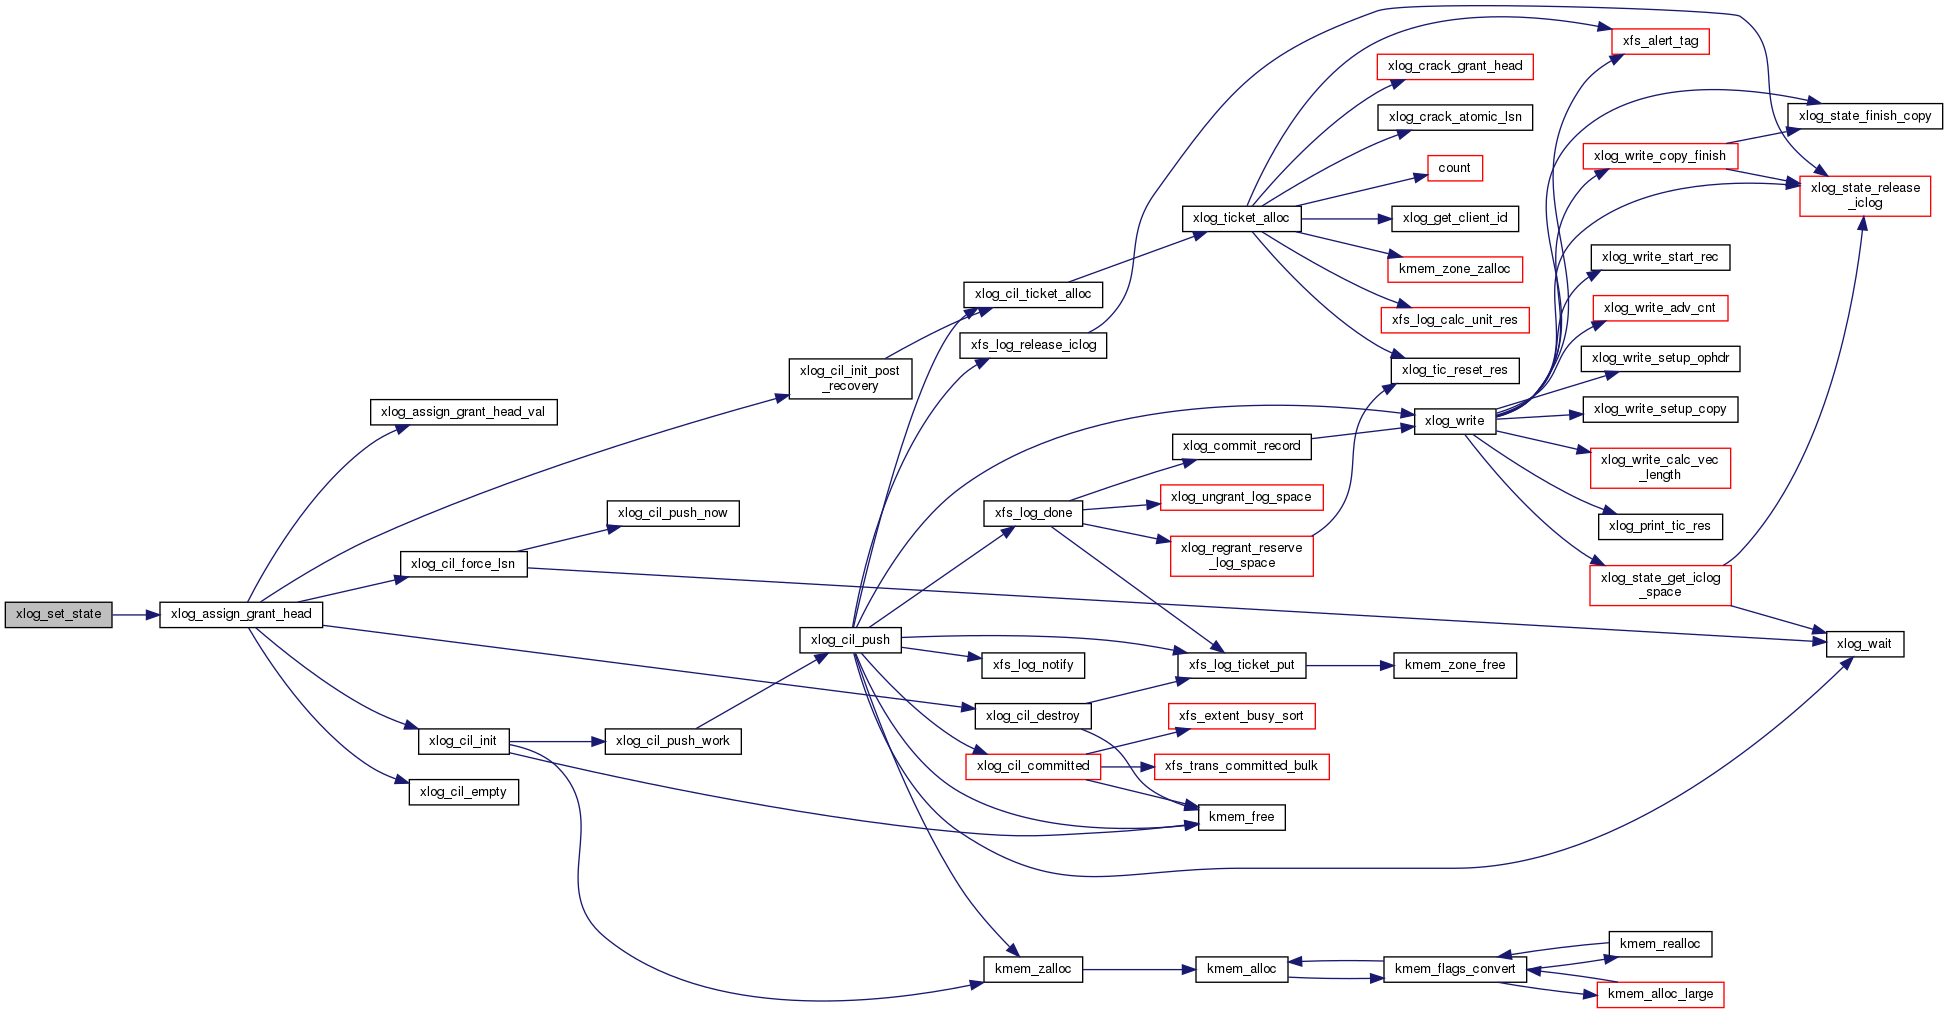 xlog_set_state
xlog_assign_grant_head
xlog_assign_grant_head_val
xlog_cil_force_lsn
xlog_cil_init
xlog_cil_empty
xlog_cil_push_now
xlog_cil_push_work
xlog_cil_init_post
_recovery
xlog_cil_push
xlog_cil_ticket_alloc
xfs_log_release_iclog
xfs_log_done
xfs_log_notify
xlog_cil_destroy
xlog_cil_committed
kmem_zalloc
xlog_ticket_alloc
xlog_commit_record
xlog_ungrant_log_space
xlog_regrant_reserve
_log_space
xfs_log_ticket_put
xfs_extent_busy_sort
xfs_trans_committed_bulk
kmem_free
kmem_alloc
xlog_crack_grant_head
xlog_crack_atomic_lsn
count
xlog_get_client_id
kmem_zone_zalloc
xfs_log_calc_unit_res
xlog_tic_reset_res
xlog_write
kmem_zone_free
kmem_flags_convert
xfs_alert_tag
xlog_write_copy_finish
xlog_write_start_rec
xlog_write_adv_cnt
xlog_write_setup_ophdr
xlog_write_setup_copy
xlog_write_calc_vec
_length
xlog_print_tic_res
xlog_state_get_iclog
_space
kmem_realloc
kmem_alloc_large
xlog_state_finish_copy
xlog_state_release
_iclog
xlog_wait